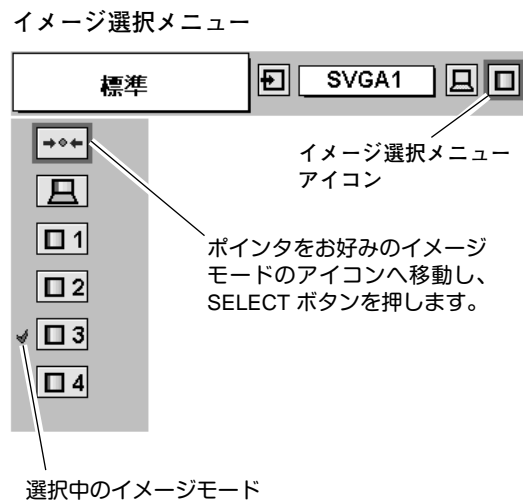 イメージ選択メニュー
標準
SVGA1
イメージ選択メニュー
アイコン
ポインタをお好みのイメージ
モードのアイコンへ移動し、
SELECT ボタンを押します。
1
2
3
4
選択中のイメージモード